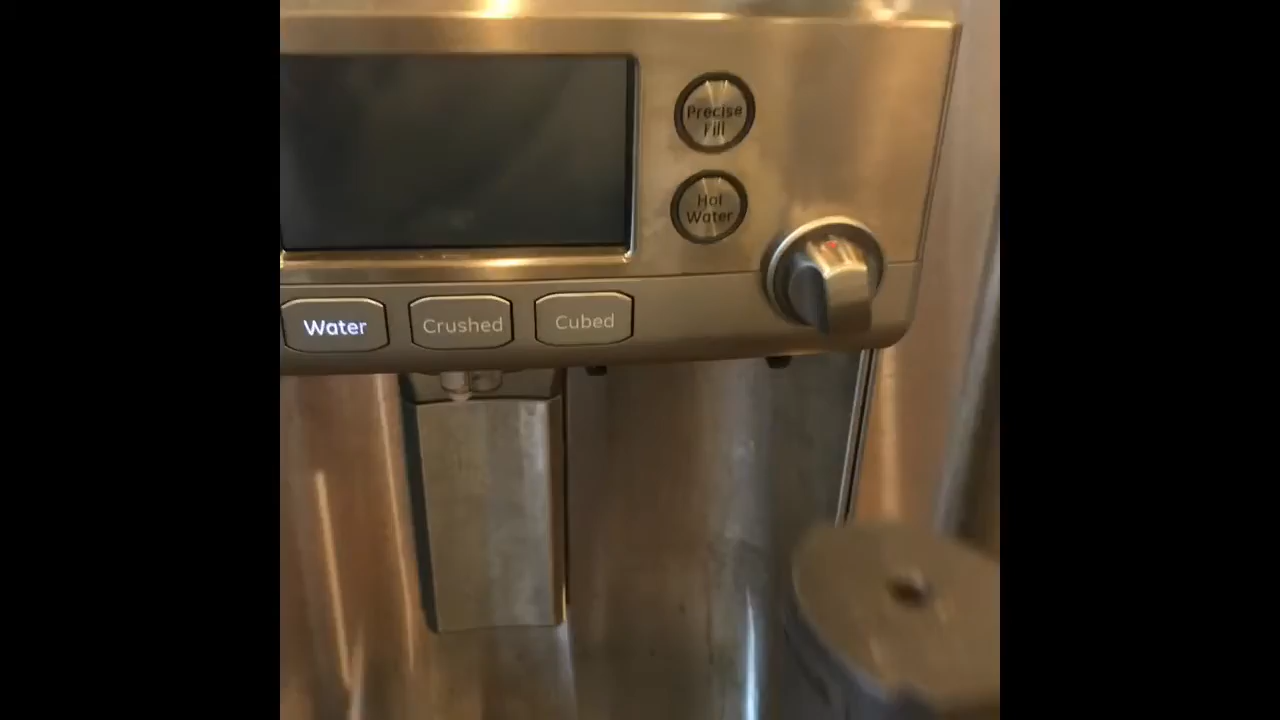 Precise
Fill
Hot
Water
Water
Crushed
Cubed